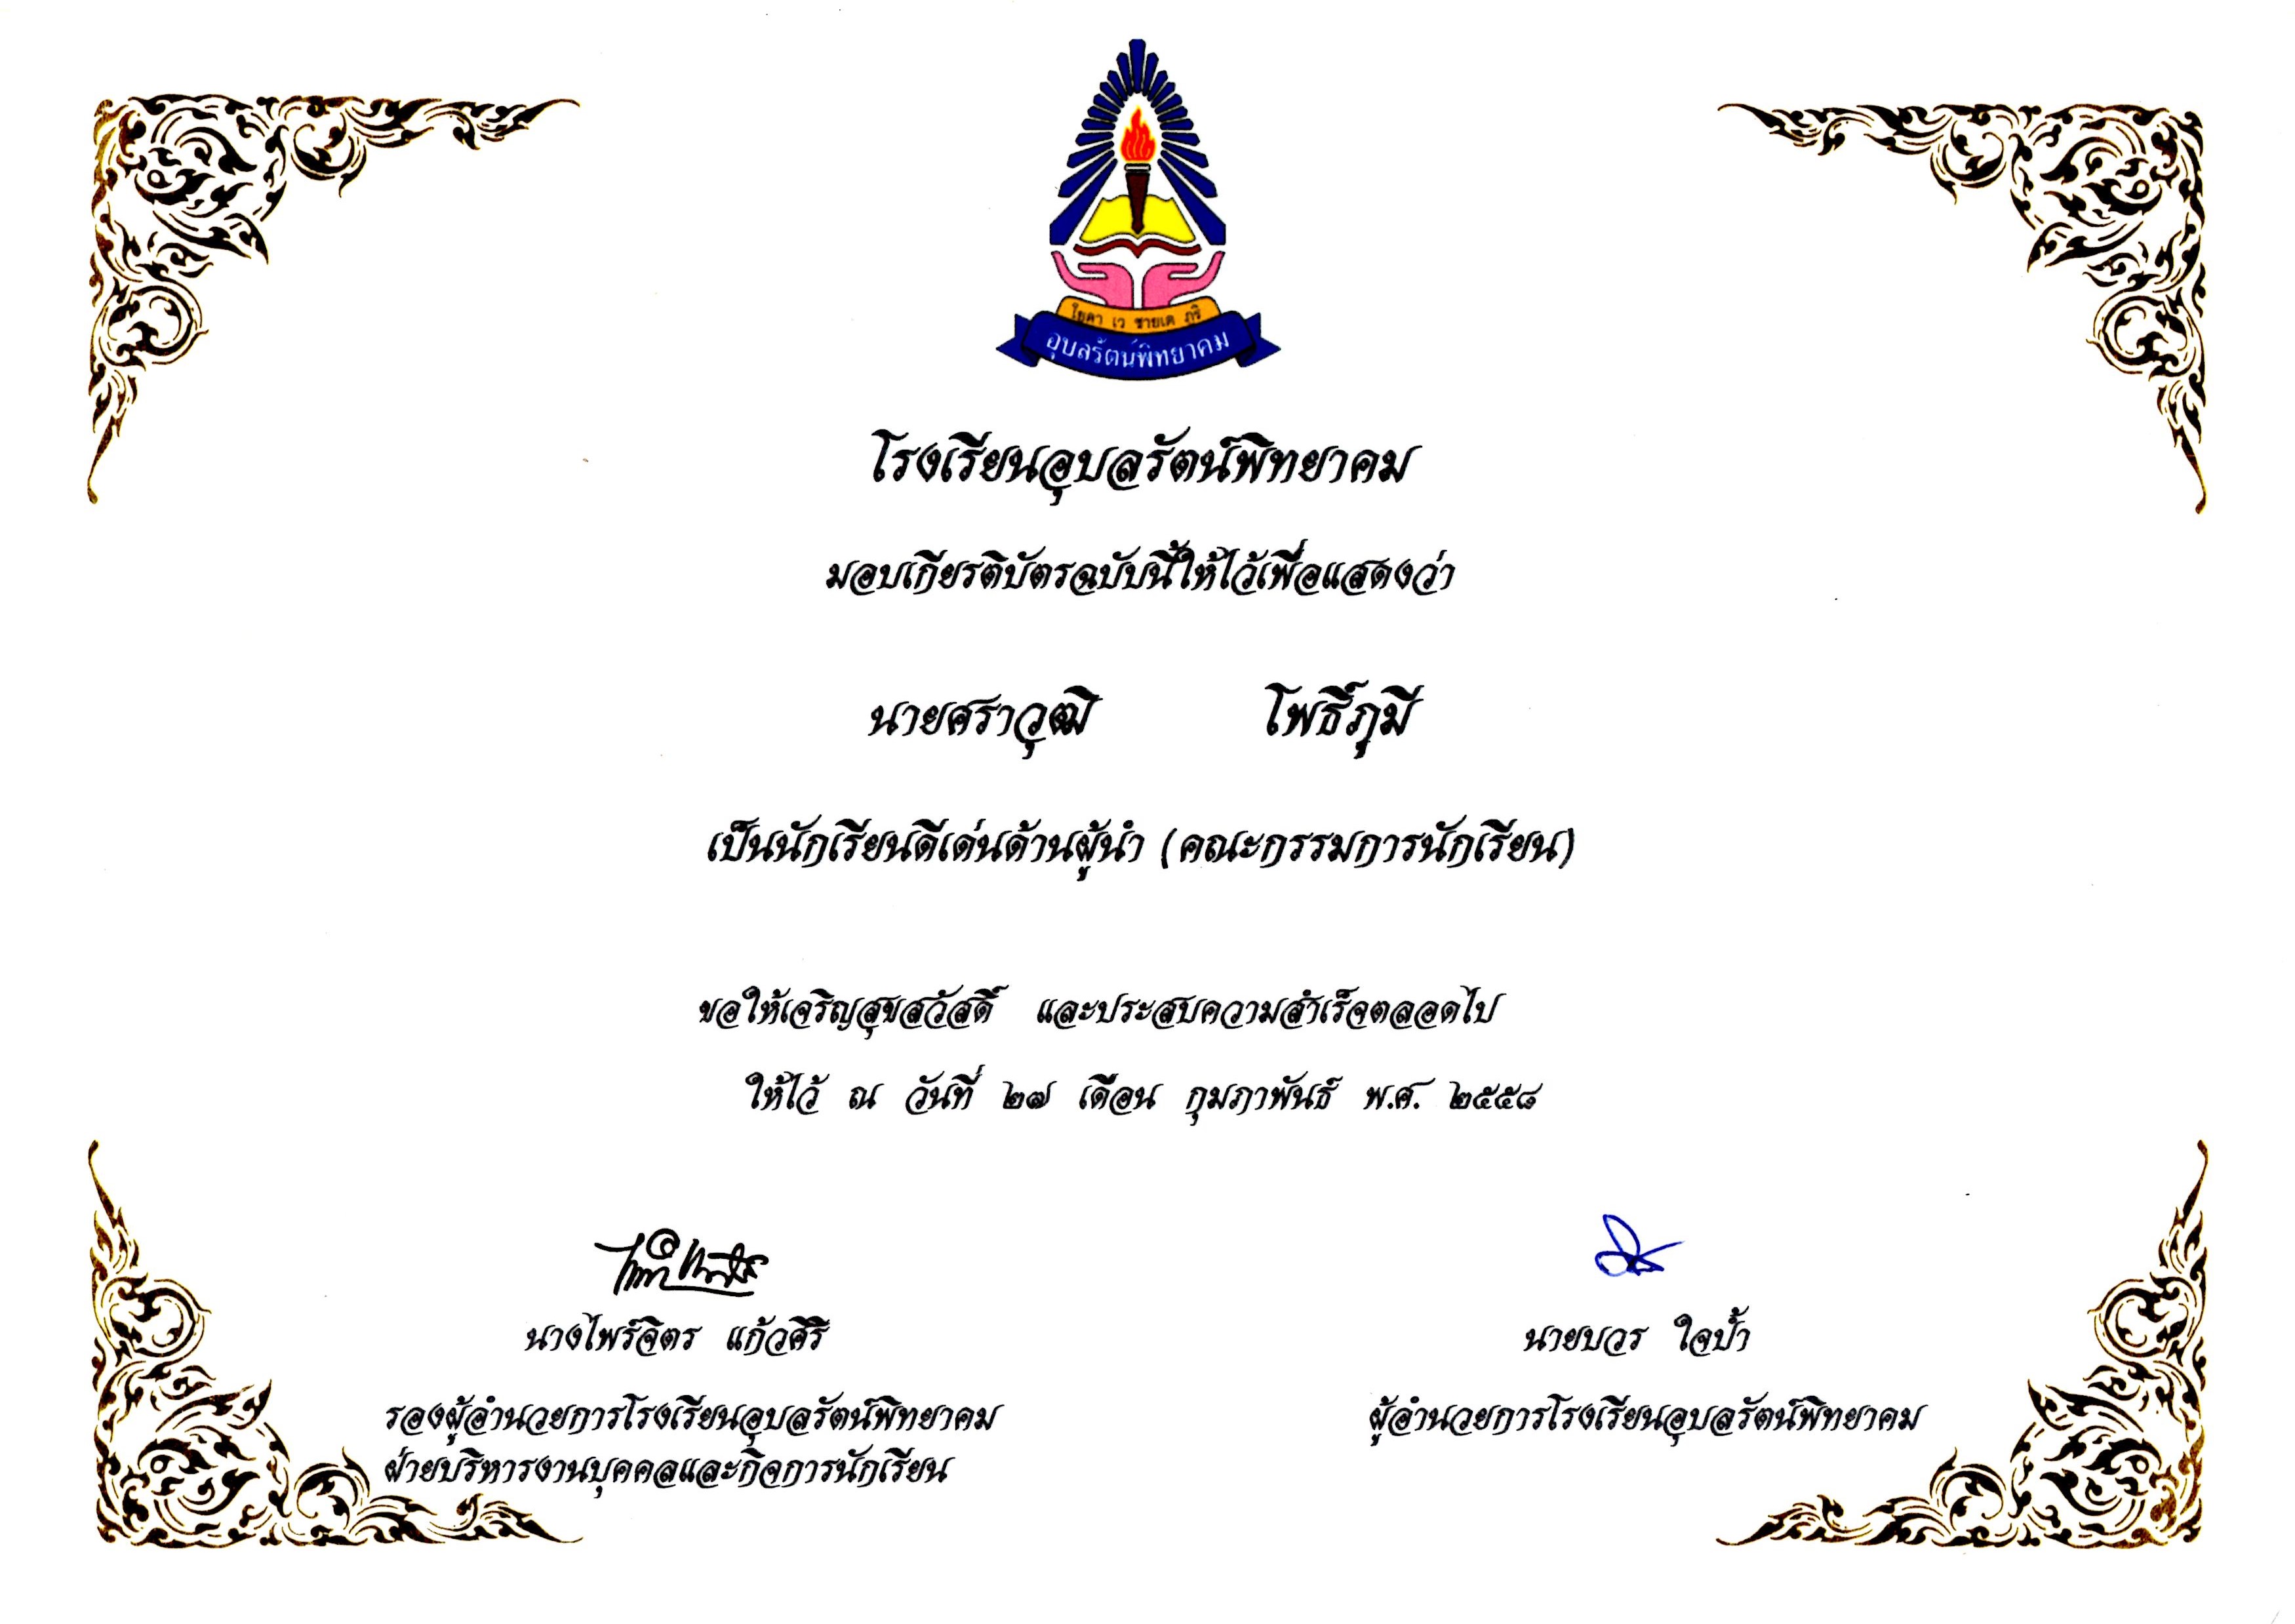 โยคา เว ชายเต ภูริ
อุบลรัตน์พิทยาคม
โรงเรียนอุบลรัตน์พิทยาคม
มอบเกียรติบัตรฉบับนี้ให้ไว้เพื่อแสดงว่า
นายศราวุฒิ โพธิ์ภูมี
เป็นนักเรียนดีเด่นด้านผู้นำ (คณะกรรมการนักเรียน)
ขอให้เจริญสุขสวัสดิ์ และประสบความสำเร็จตลอดไป
ให้ไว้ ณ วันที่ ๒๗ เดือน กุมภาพันธ์ พ.ศ. ๒๕๕๘
นางไพร์จิตร แก้วศิริ
นายบวร ใจป้ำ
รองผู้อำนวยการโรงเรียนอุบลรัตน์พิทยาคม
ผู้อำนวยการโรงเรียนอุบลรัตน์พิทยาคม
ฝ่ายบริหารงานบุคคลและกิจการนักเรียน